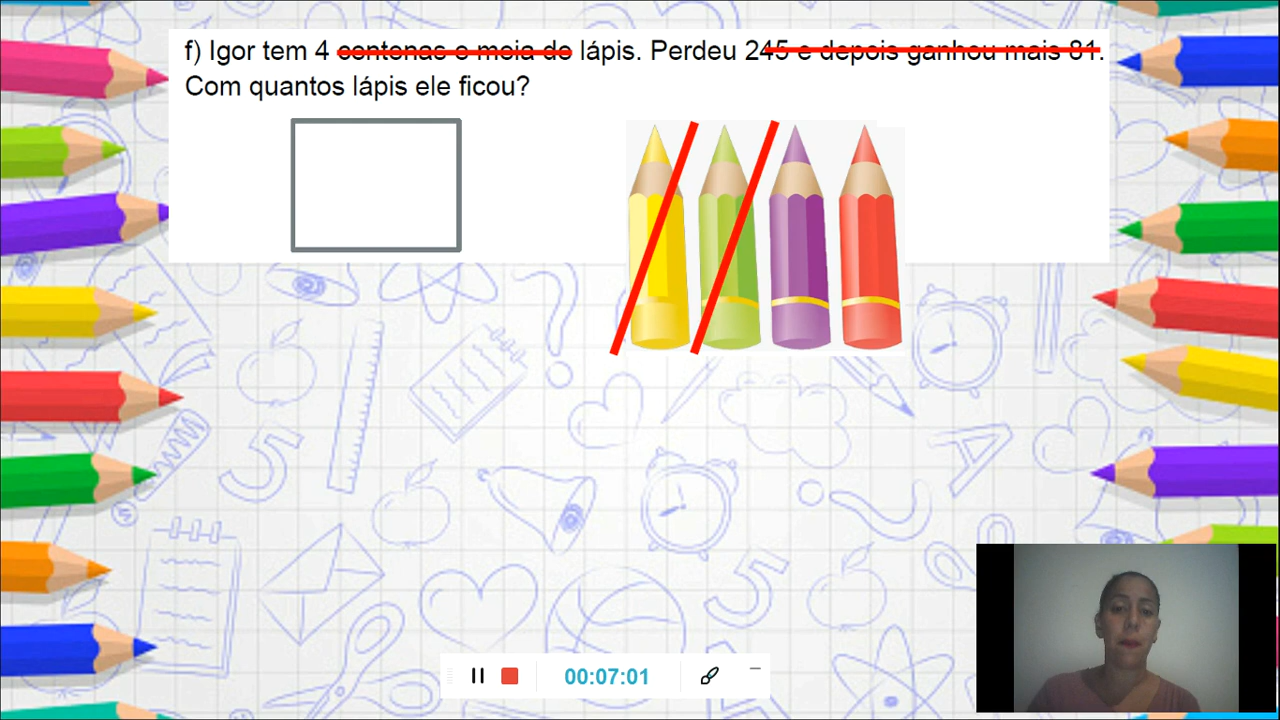 f) Igor tem 4 centenas e meia de lápis. Perdeu 245 e depois ganhou mais 81.
Com quantos lápis ele ficou?
00:07:01